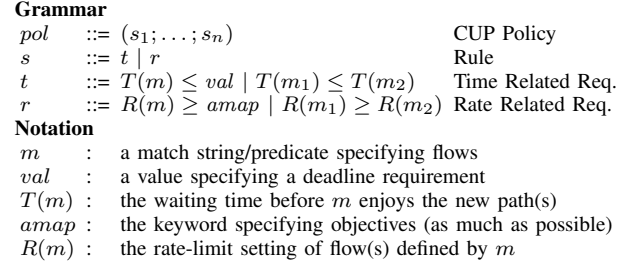 Grammar
pol ::= (s₁; . . . ; sₙ) CUP Policy
s ::= t | r Rule
t ::= T(m) ≤ val | T(m₁) ≤ T(m₂) Time Related Req.
r ::= R(m) ≥ amap | R(m₁) ≥ R(m₂) Rate Related Req.
Notation
m : a match string/predicate specifying flows
val : a value specifying a deadline requirement
T(m) : the waiting time before m enjoys the new path(s)
amap : the keyword specifying objectives (as much as possible)
R(m) : the rate-limit setting of flow(s) defined by m